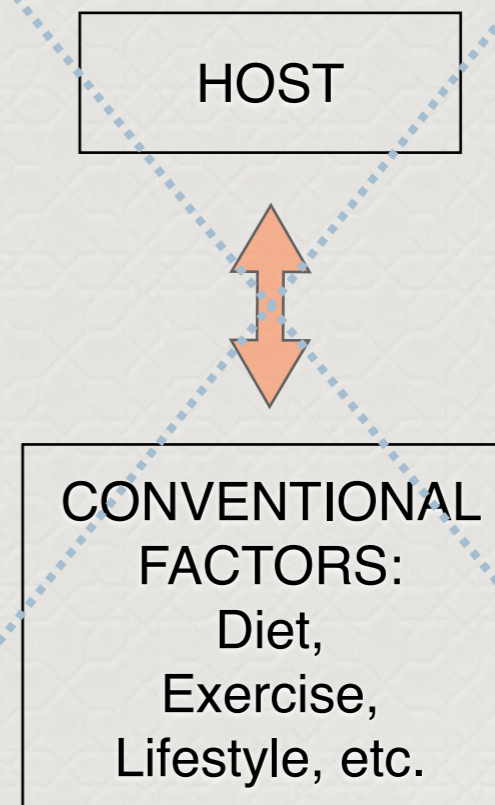 HOST
CONVENTIONAL
FACTORS:
Diet,
Exercise,
Lifestyle, etc.